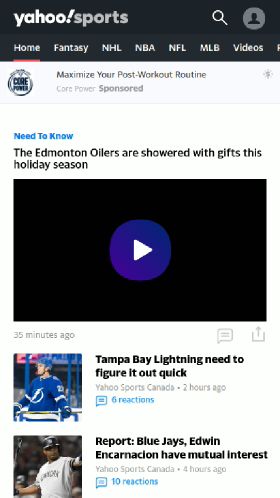 yahoo!sports
Home Fantasy NHL NBA NFL MLB Videos
Maximize Your Post-Workout Routine
Core Power Sponsored
CORE
POWER
Need To Know
The Edmonton Oilers are showered with gifts this
holiday season
35 minutes ago
Tampa Bay Lightning need to
figure it out quick
Yahoo Sports Canada • 2 hours ago
6 reactions
Report: Blue Jays, Edwin
Encarnacion have mutual interest
Yahoo Sports Canada • 4 hours ago
10 reactions